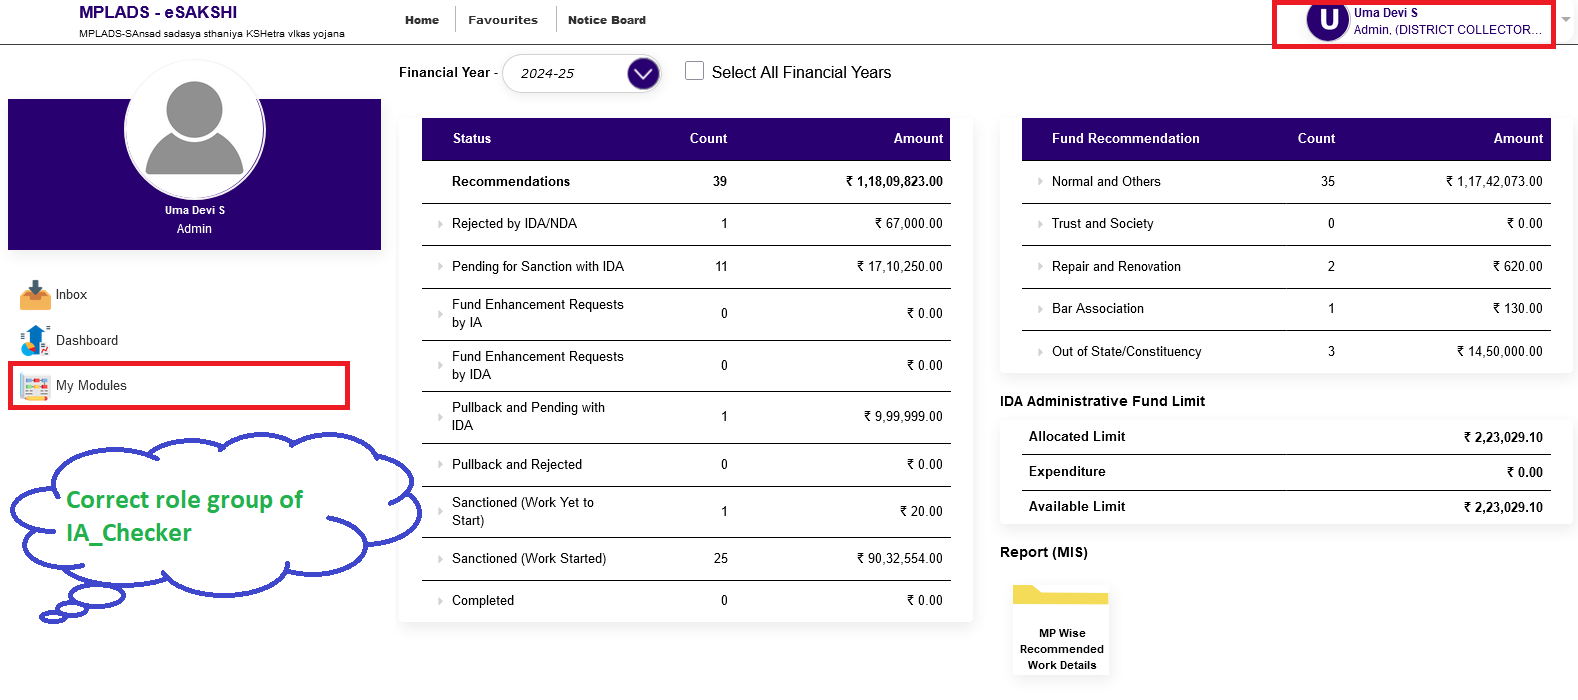 MPLADS - eSAKSHI
MPLADS-SAnsad sadasya sthaniya KSHetra vIkas yojana
Home
Favourites
Notice Board
U
Uma Devi S
Admin, (DISTRICT COLLECTOR...
Uma Devi S
Admin
Inbox
Dashboard
My Modules
Correct role group of
IA_Checker
Financial Year - 2024-25
Select All Financial Years
Status Count Amount
Recommendations 39 ₹ 1,18,09,823.00
Rejected by IDA/NDA 1 ₹ 67,000.00
Pending for Sanction with IDA 11 ₹ 17,10,250.00
Fund Enhancement Requests
by IA 0 ₹ 0.00
Fund Enhancement Requests
by IDA 0 ₹ 0.00
Pullback and Pending with
IDA 1 ₹ 9,99,999.00
Pullback and Rejected 0 ₹ 0.00
Sanctioned (Work Yet to
Start) 1 ₹ 20.00
Sanctioned (Work Started) 25 ₹ 90,32,554.00
Completed 0 ₹ 0.00
Fund Recommendation Count Amount
Normal and Others 35 ₹ 1,17,42,073.00
Trust and Society 0 ₹ 0.00
Repair and Renovation 2 ₹ 620.00
Bar Association 1 ₹ 130.00
Out of State/Constituency 3 ₹ 14,50,000.00
IDA Administrative Fund Limit
Allocated Limit ₹ 2,23,029.10
Expenditure ₹ 0.00
Available Limit ₹ 2,23,029.10
Report (MIS)
MP Wise
Recommended
Work Details